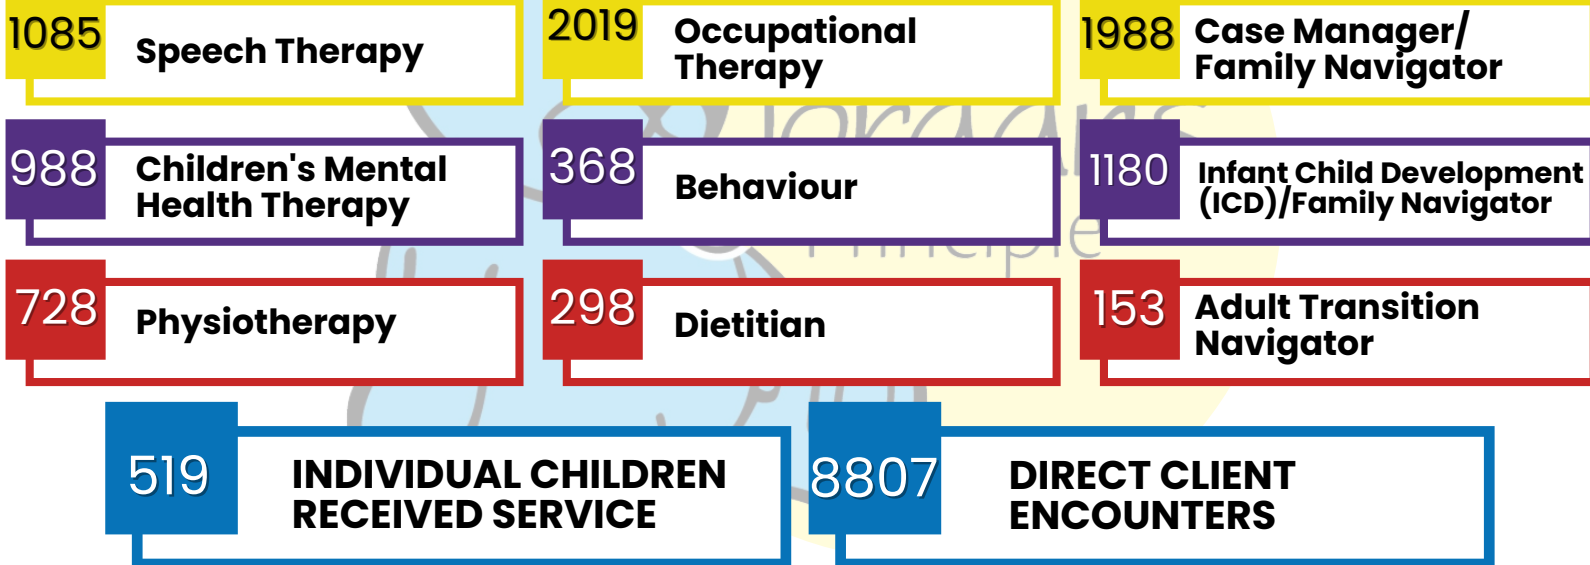 1085
Speech Therapy
2019
Occupational
Therapy
1988
Case Manager/
Family Navigator
988
Children's Mental
Health Therapy
368
Behaviour
1180
Infant Child Development
(ICD)/Family Navigator
728
Physiotherapy
298
Dietitian
153
Adult Transition
Navigator
519
INDIVIDUAL CHILDREN
RECEIVED SERVICE
8807
DIRECT CLIENT
ENCOUNTERS
Jordan's
Principle